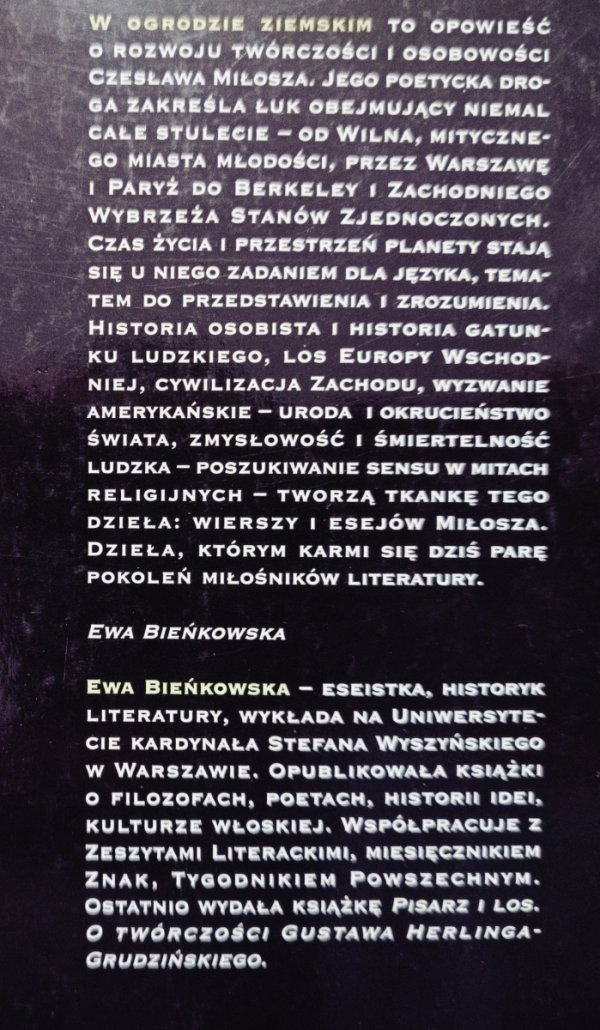 W OGRODZIE ZIEMSKIM TO OPOWIEŚĆ
O ROZWOJU TWÓRCZOŚCI I OSOBOWOŚCI
CZESŁAWA MIŁOSZA. JEGO POETYCKA DRO-
GA ZAKREŚLA ŁUK OBEJMUJĄCY NIEMAL
CAŁE STULECIE – OD WILNA, MITYCZNE-
GO MIASTA MŁODOŚCI, PRZEZ WARSZAWĘ
I PARYŻ DO BERKELEY I ZACHODNIEGO
WYBRZEŻA STANÓW ZJEDNOCZONYCH.
CZAS ŻYCIA I PRZESTRZEŃ PLANETY STAJĄ
SIĘ U NIEGO ZADANIEM DLA JĘZYKA, TEMA-
TEM DO PRZEDSTAWIENIA I ZROZUMIENIA.
HISTORIA OSOBISTA I HISTORIA GATUN-
KU LUDZKIEGO, LOS EUROPY WSCHOD-
NIEJ, CYWILIZACJA ZACHODU, WYZWANIE
AMERYKAŃSKIE – URODA I OKRUCIEŃSTWO
ŚWIATA, ZMYSŁOWOŚĆ I ŚMIERTELNOŚĆ
LUDZKA – POSZUKIWANIE SENSU W MITACH
RELIGIJNYCH – TWORZĄ TKANKĘ TEGO
DZIEŁA: WIERSZY I ESEJÓW MIŁOSZA.
DZIEŁA, KTÓRYM KARMI SIĘ DZIŚ PARĘ
POKOLEŃ MIŁOŚNIKÓW LITERATURY.
EWA BIEŃKOWSKA
EWA BIEŃKOWSKA – ESEISTKA, HISTORYK
LITERATURY, WYKŁADA NA UNIWERSYTE-
CIE KARDYNAŁA STEFANA WYSZYŃSKIEGO
W WARSZAWIE. OPUBLIKOWAŁA KSIĄŻKI
O FILOZOFACH, POETACH, HISTORII IDEI,
KULTURZE WŁOSKIEJ. WSPÓŁPRACUJE Z
ZESZYTAMI LITERACKIMI, MIESIĘCZNIKIEM
ZNAK, TYGODNIKIEM POWSZECHNYM.
OSTATNIO WYDAŁA KSIĄŻKĘ PISARZ I LOS.
O TWÓRCZOŚCI GUSTAWA HERLINGA-
GRUDZIŃSKIEGO.